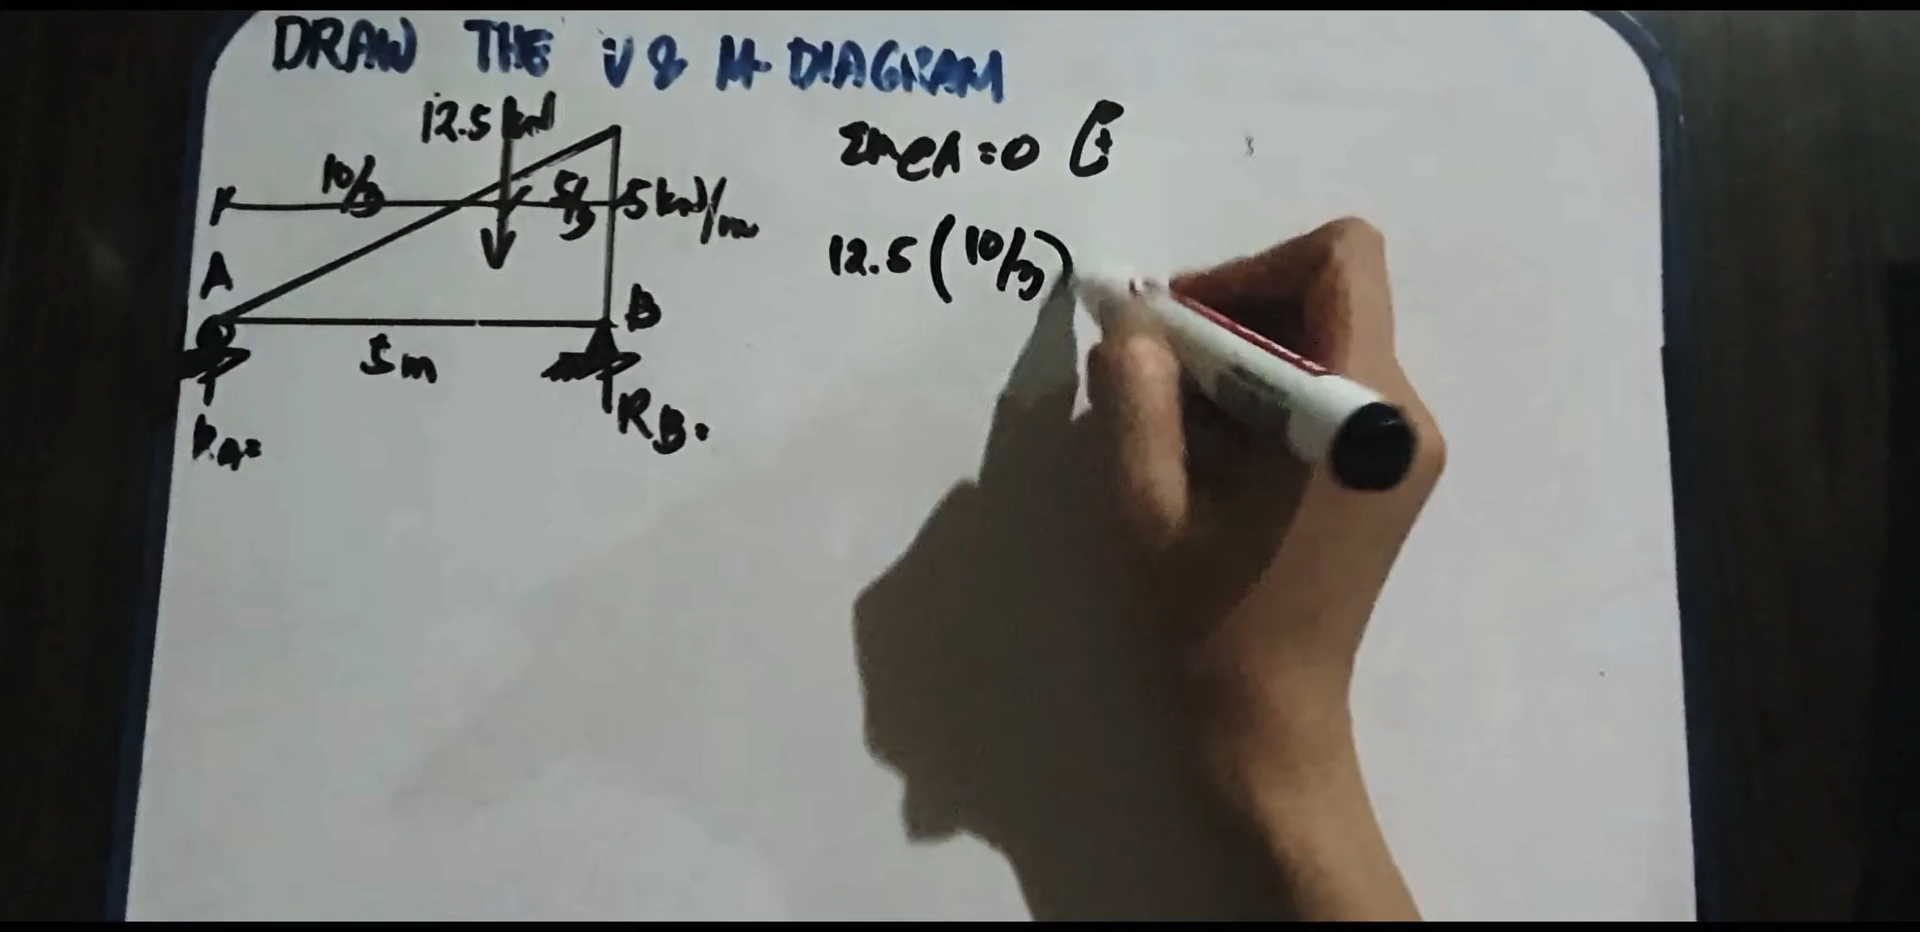 DRAW THE V & M DIAGRAM
12.5 kN
10/3
5/3
5 kN/m
A
B
5m
RA=
RB=
ΣM@A=0 (+
12.5 (10/3)